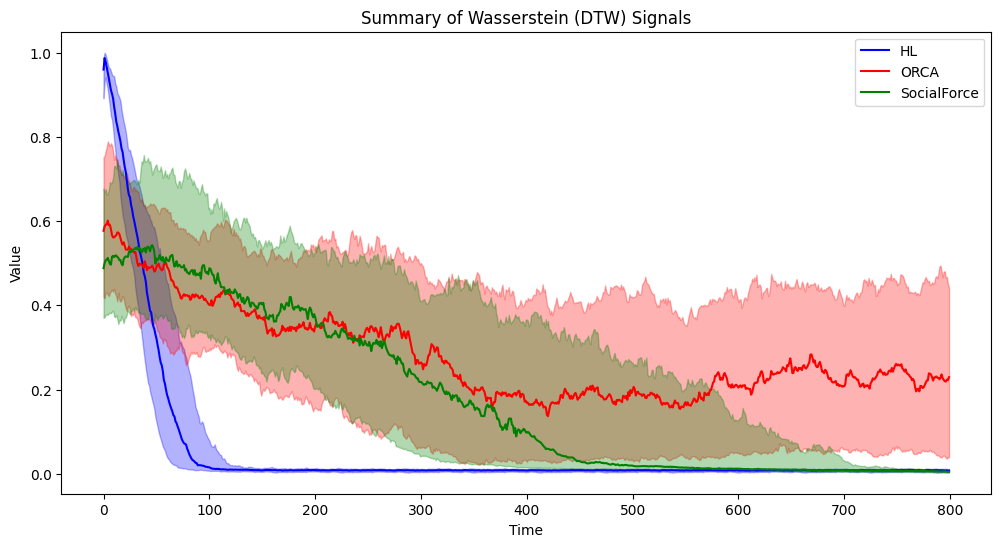 Summary of Wasserstein (DTW) Signals
HL
ORCA
SocialForce
Value
1.0
0.8
0.6
0.4
0.2
0.0
0 100 200 300 400 500 600 700 800
Time